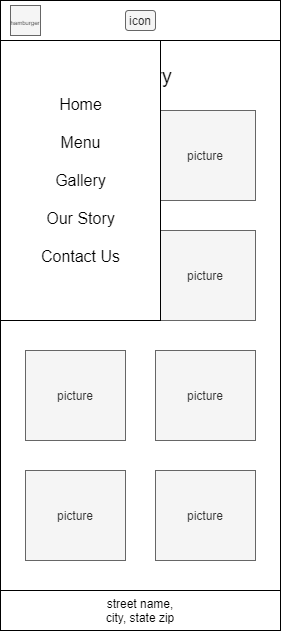 hamburger
icon
y
Home
Menu
Gallery
Our Story
Contact Us
picture
picture
picture
picture
picture
picture
street name,
city, state zip